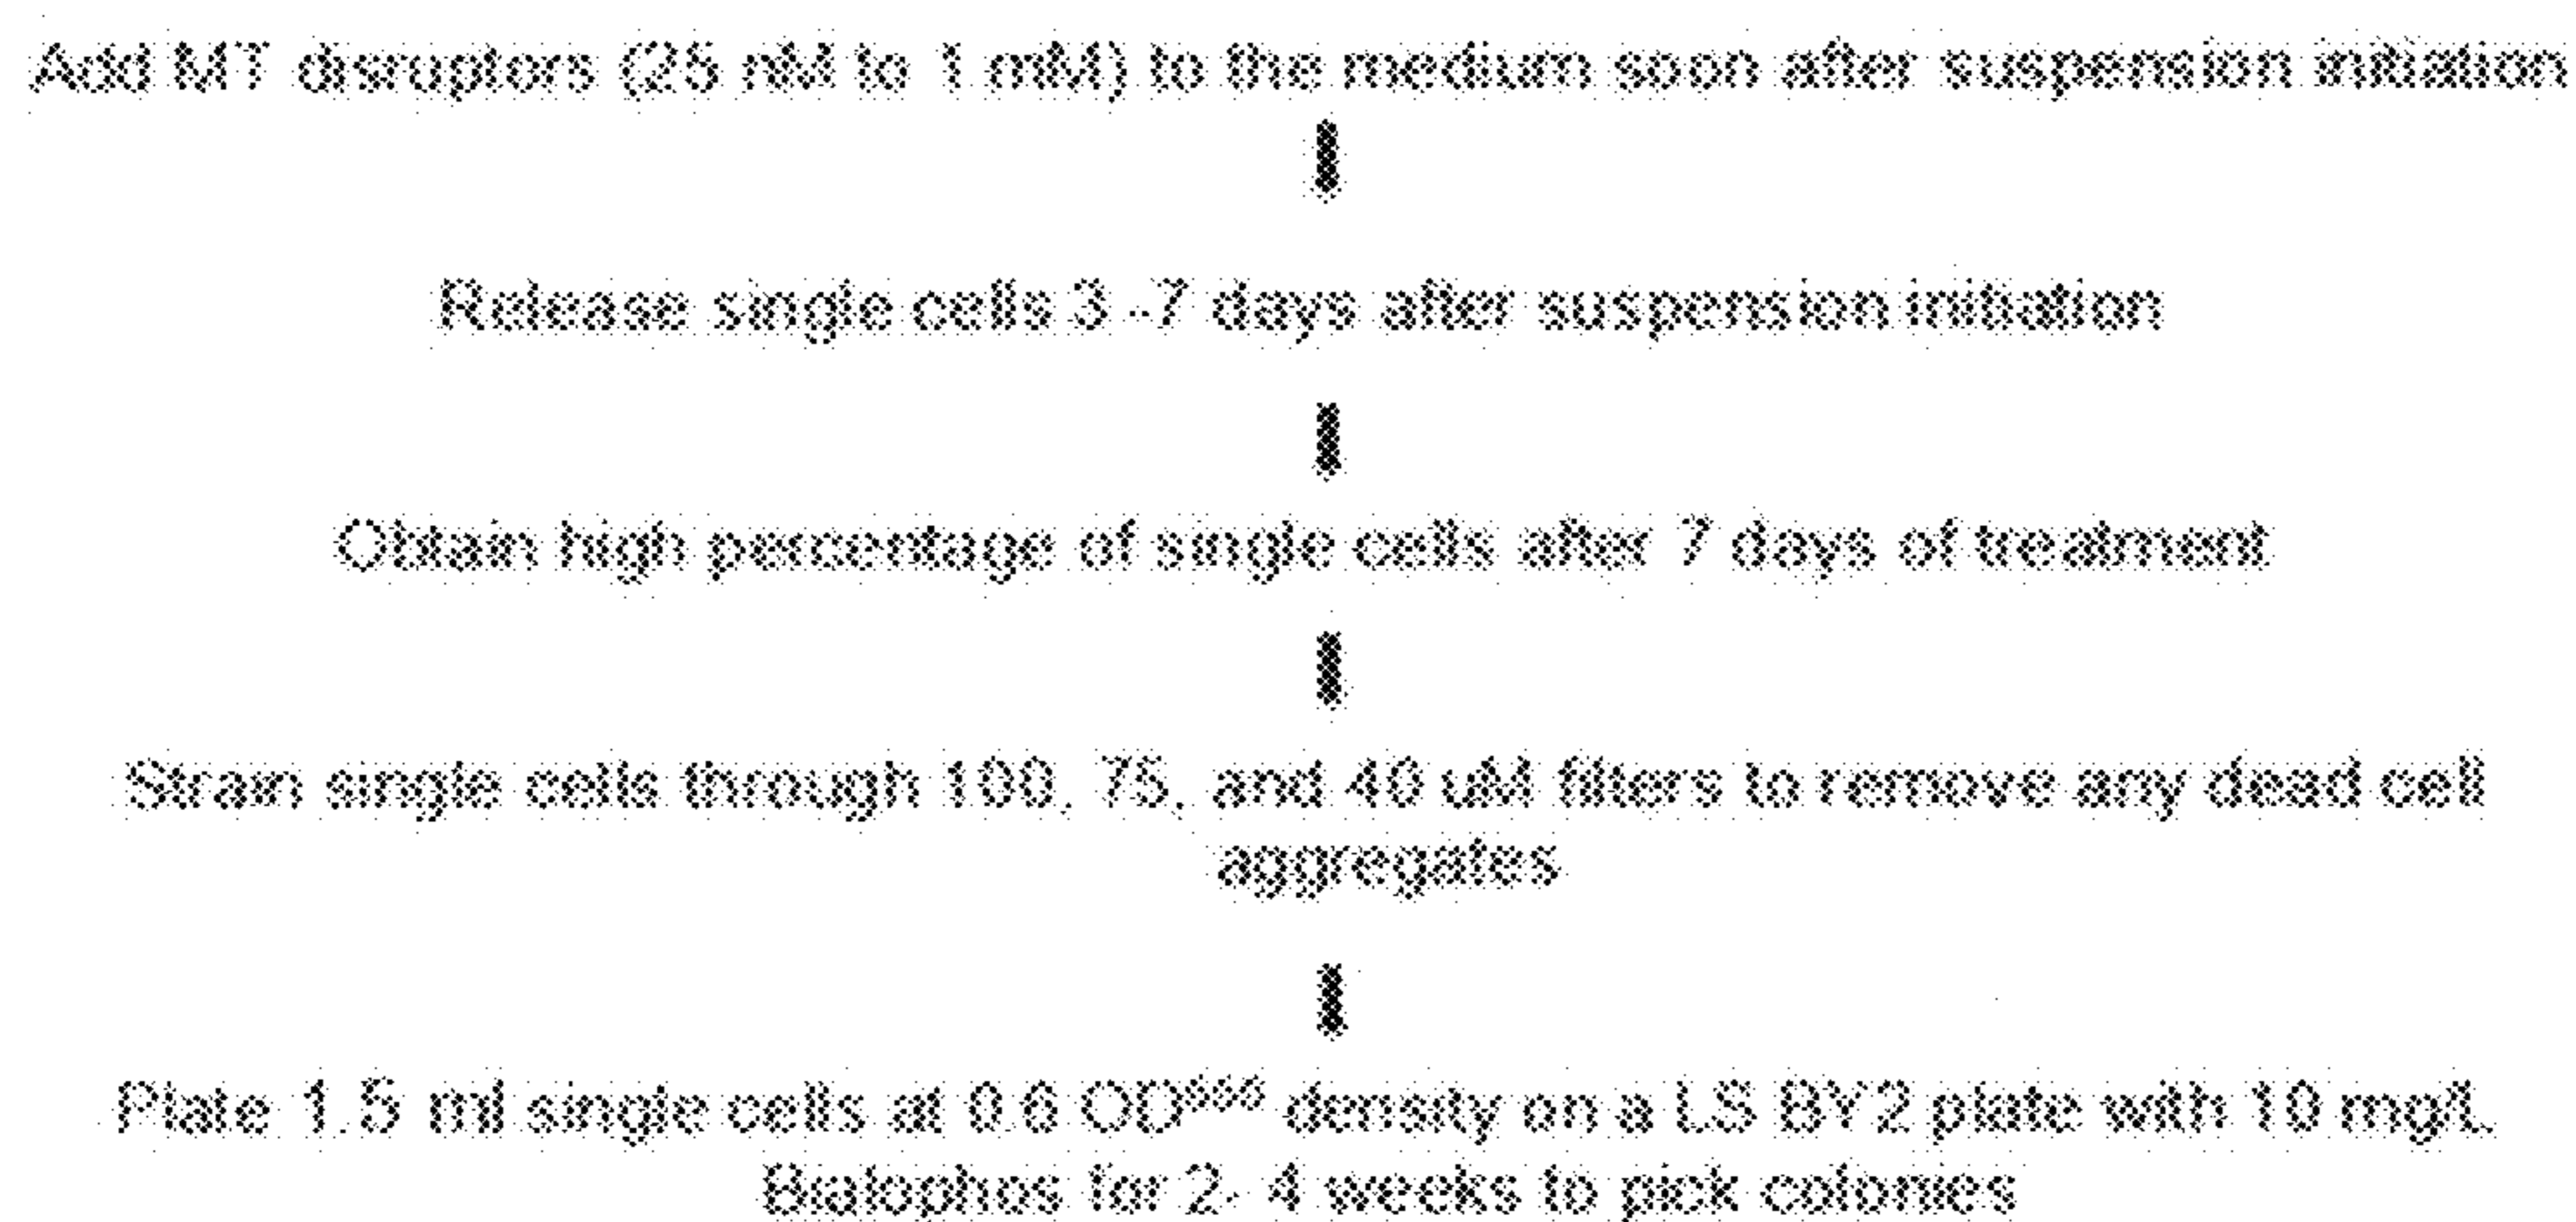 Add MT disruptors (25 nM to 1 mM) to the medium soon after suspension initiation
Release single cells 3 -7 days after suspension initiation
Obtain high percentage of single cells after 7 days of treatment
Strain single cells through 100, 75, and 40 uM filters to remove any dead cell
aggregates
Plate 1.5 ml single cells at 0.6 OD density on a LS BY2 plate with 10 mg/L
Bialophos for 2- 4 weeks to pick colonies